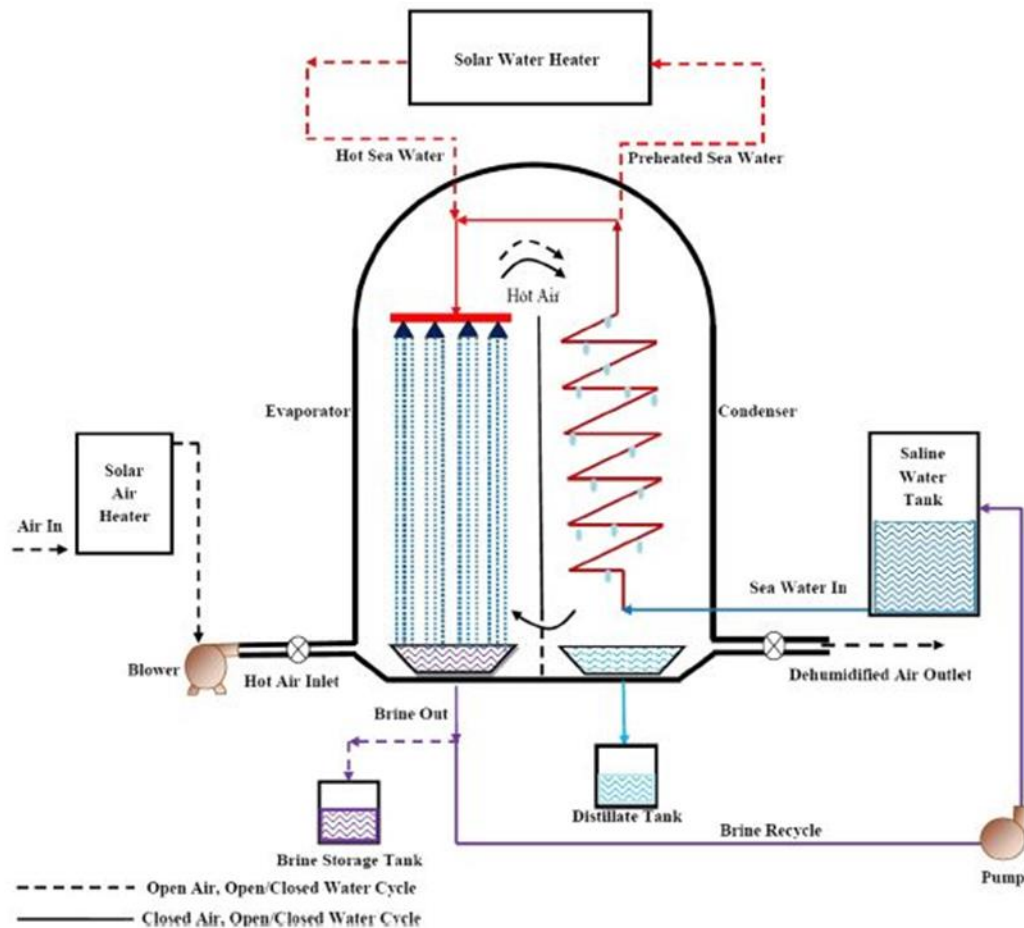 Solar Water Heater
Hot Sea Water
Preheated Sea Water
Hot Air
Evaporator
Condenser
Solar
Air
Heater
Saline
Water
Tank
Air In
Sea Water In
Blower
Hot Air Inlet
Dehumidified Air Outlet
Brine Out
Distillate Tank
Brine Recycle
Brine Storage Tank
Pump
Open Air, Open/Closed Water Cycle
Closed Air, Open/Closed Water Cycle